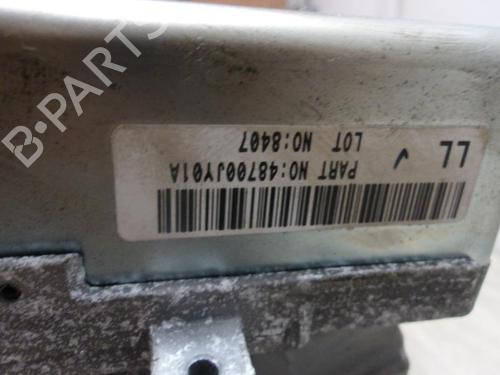 PART NO:48700JY01A
LOT NO:8407
LL
B-PARTS